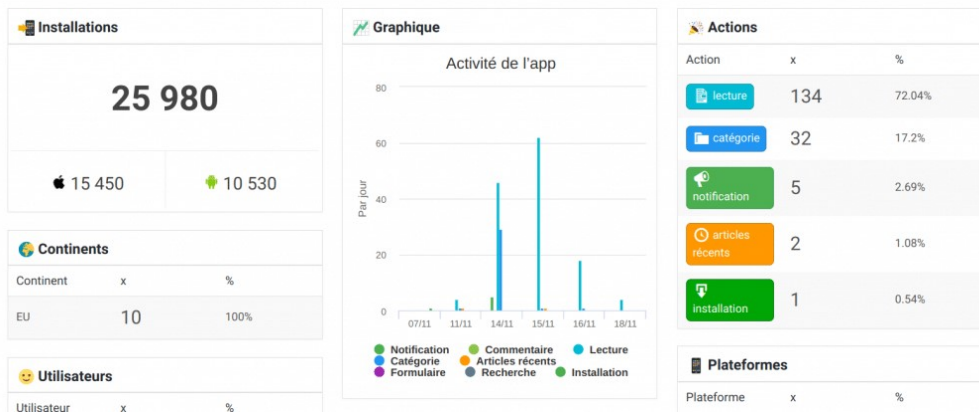 Installations
25 980
15 450
10 530
Continents
Continent x %
EU 10 100%
Utilisateurs
Utilisateur x %
Graphique
Activité de l'app
Par jour
80
60
40
20
0
07/11 11/11 14/11 15/11 16/11 18/11
Notification Commentaire Lecture
Catégorie Articles récents
Formulaire Recherche Installation
Actions
Action x %
lecture 134 72.04%
catégorie 32 17.2%
notification 5 2.69%
articles
récents 2 1.08%
installation 1 0.54%
Plateformes
Plateforme x %